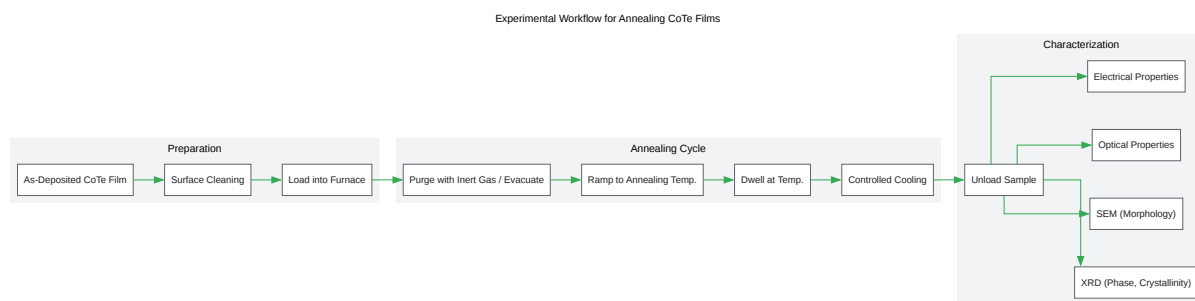 Experimental Workflow for Annealing CoTe Films
Preparation
As-Deposited CoTe Film
Surface Cleaning
Load into Furnace
Annealing Cycle
Purge with Inert Gas / Evacuate
Ramp to Annealing Temp.
Dwell at Temp.
Controlled Cooling
Characterization
Unload Sample
Electrical Properties
Optical Properties
SEM (Morphology)
XRD (Phase, Crystallinity)